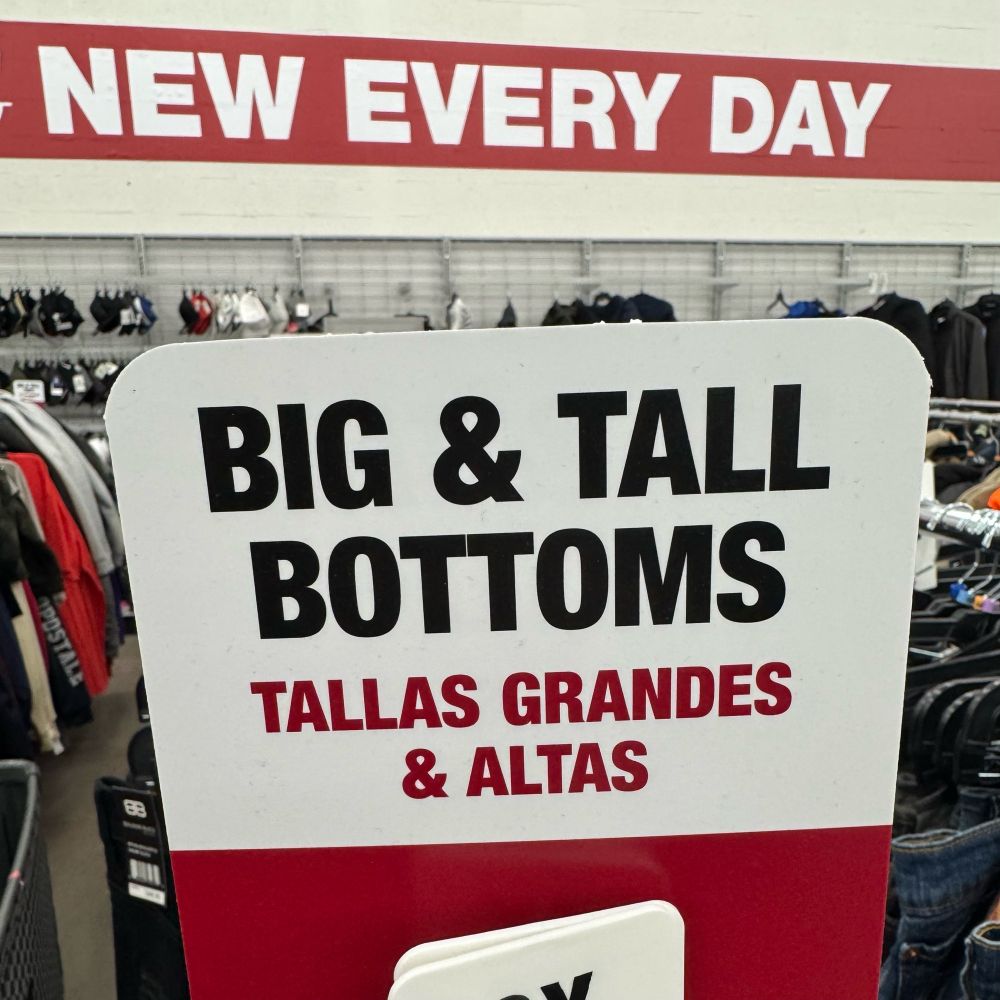 NEW EVERY DAY
BIG & TALL
BOTTOMS
TALLAS GRANDES
& ALTAS